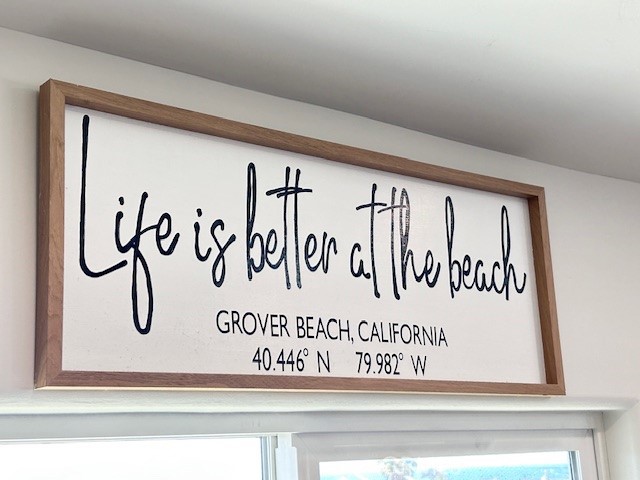 Life is better at the beach
GROVER BEACH, CALIFORNIA
40.446° N 79.982° W